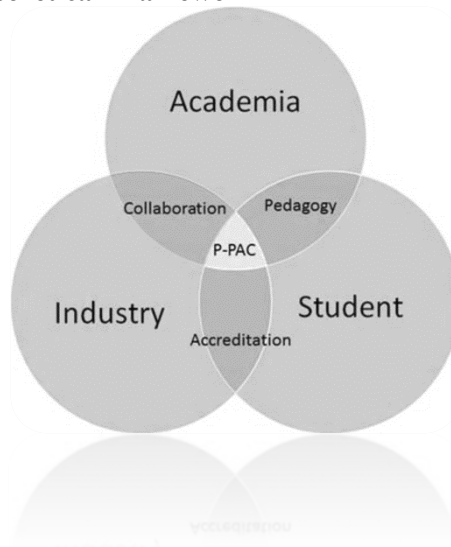 Academia
Collaboration
Pedagogy
P-PAC
Industry
Student
Accreditation